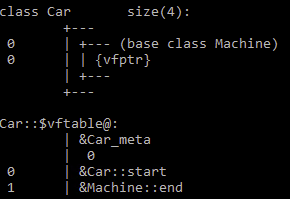 class Car       size(4):
        +---
 0      | +--- (base class Machine)
 0      | | {vfptr}
        | +---
        +---
Car::$vftable@:
        | &Car_meta
        |  0
 0      | &Car::start
 1      | &Machine::end